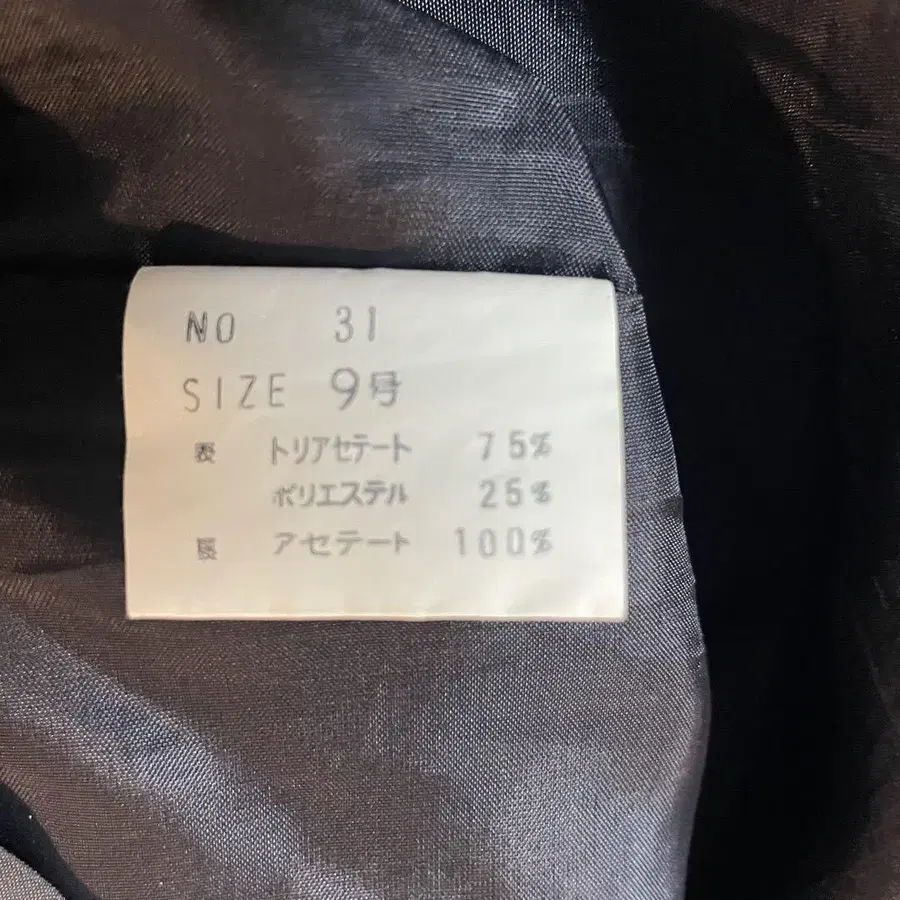 NO 31
SIZE 9号
表 トリアセテート 75%
ポリエステル 25%
裏 アセテート 100%